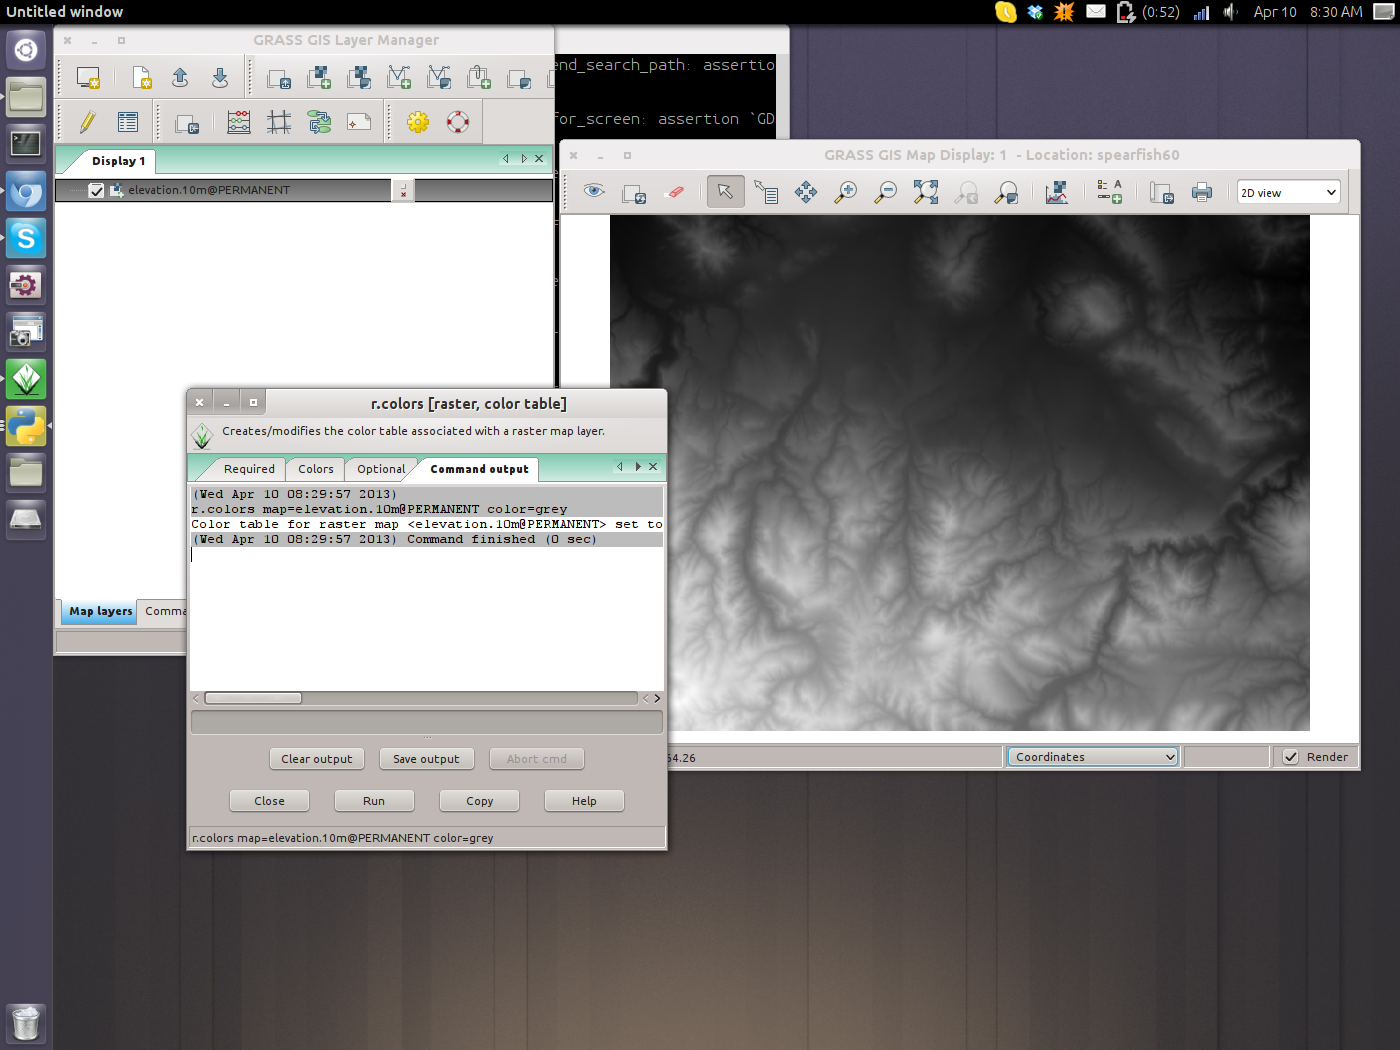 Untitled window
(0:52)
Apr 10
8:30 AM
GRASS GIS Layer Manager
Display 1
elevation.10m@PERMANENT
Map layers
Comma
end_search_path: assertio
for_screen: assertion `GD
GRASS GIS Map Display: 1 - Location: spearfish60
2D view
64.26
Coordinates
Render
r.colors [raster, color table]
Creates/modifies the color table associated with a raster map layer.
Required
Colors
Optional
Command output
(Wed Apr 10 08:29:57 2013)
r.colors map=elevation.10m@PERMANENT color=grey
Color table for raster map <elevation.10m@PERMANENT> set to
(Wed Apr 10 08:29:57 2013) Command finished (0 sec)
Clear output
Save output
Abort cmd
Close
Run
Copy
Help
r.colors map=elevation.10m@PERMANENT color=grey